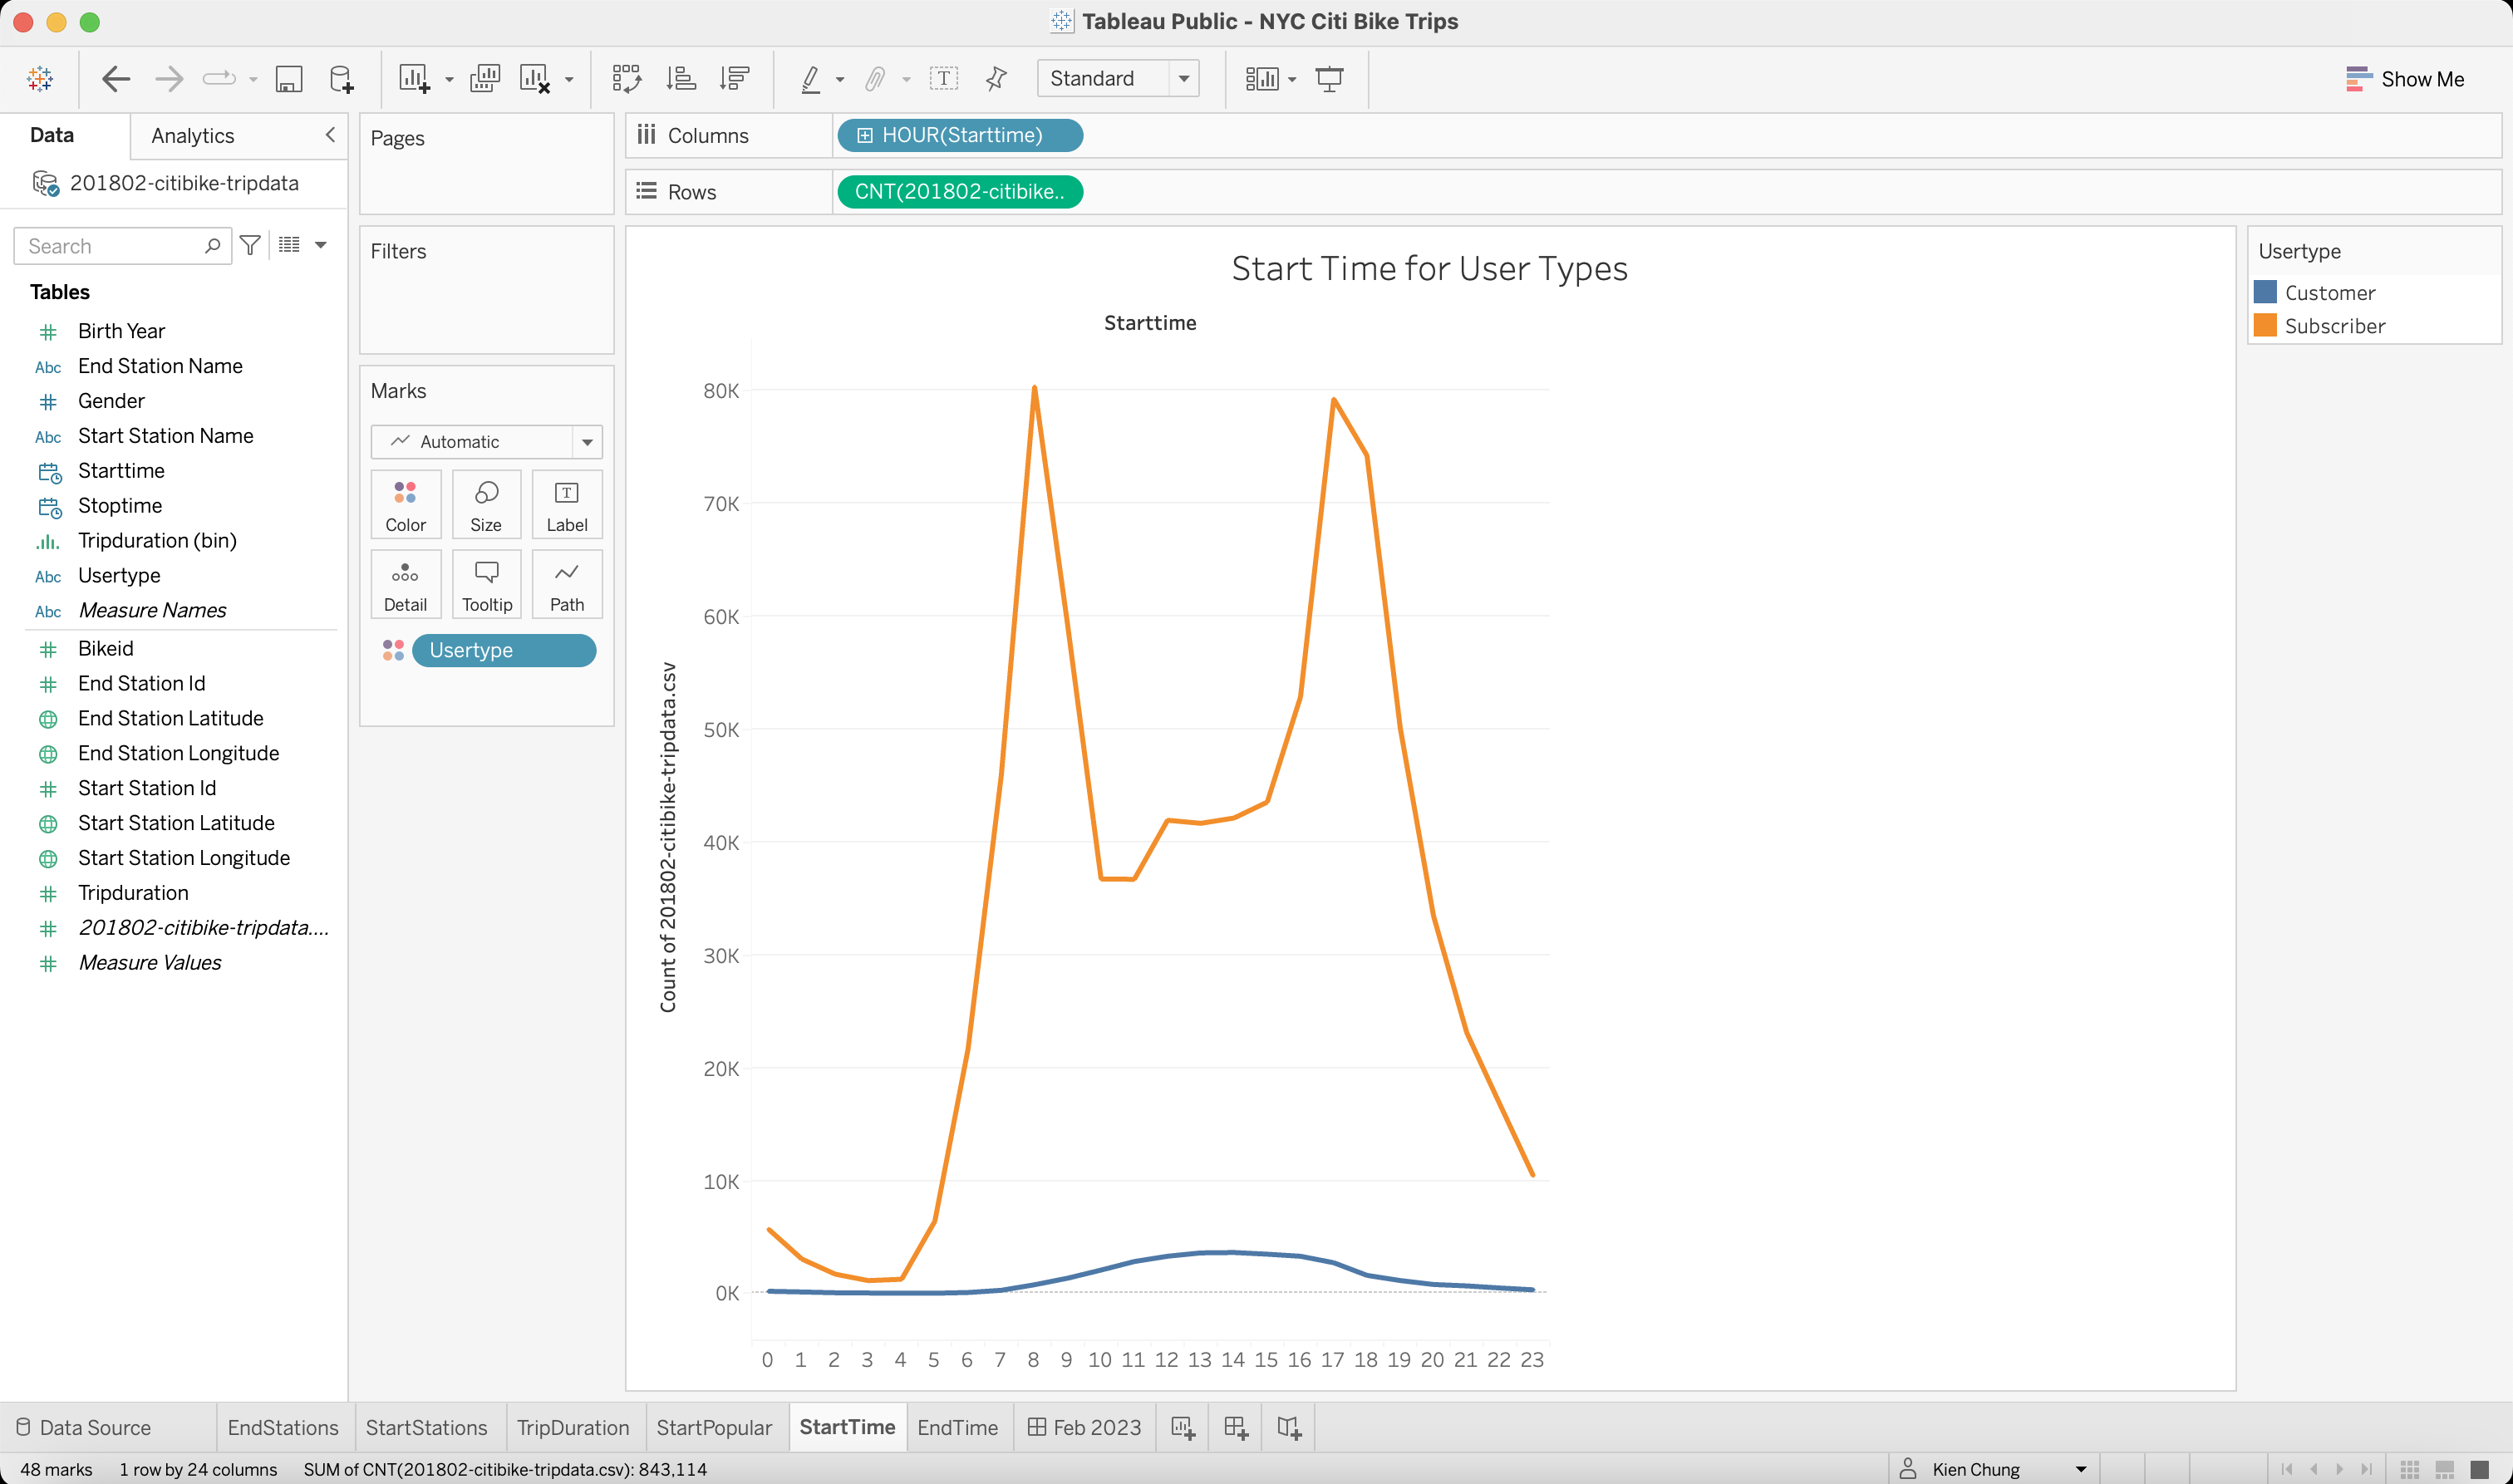 Tableau Public - NYC Citi Bike Trips
Standard
Show Me
Data
Analytics
201802-citibike-tripdata
Search
Tables
Birth Year
Abc End Station Name
Gender
Abc Start Station Name
Starttime
Stoptime
Tripduration (bin)
Abc Usertype
Abc Measure Names
Bikeid
End Station Id
End Station Latitude
End Station Longitude
Start Station Id
Start Station Latitude
Start Station Longitude
Tripduration
201802-citibike-tripdata....
Measure Values
Pages
Filters
Marks
Automatic
Color Size Label
Detail Tooltip Path
Usertype
Columns HOUR(Starttime)
Rows CNT(201802-citibike..
Start Time for User Types
Starttime
Count of 201802-citibike-tripdata.csv
80K
70K
60K
50K
40K
30K
20K
10K
0K
0 1 2 3 4 5 6 7 8 9 10 11 12 13 14 15 16 17 18 19 20 21 22 23
Usertype
Customer
Subscriber
Data Source EndStations StartStations TripDuration StartPopular StartTime EndTime Feb 2023
48 marks 1 row by 24 columns SUM of CNT(201802-citibike-tripdata.csv): 843,114 Kien Chung